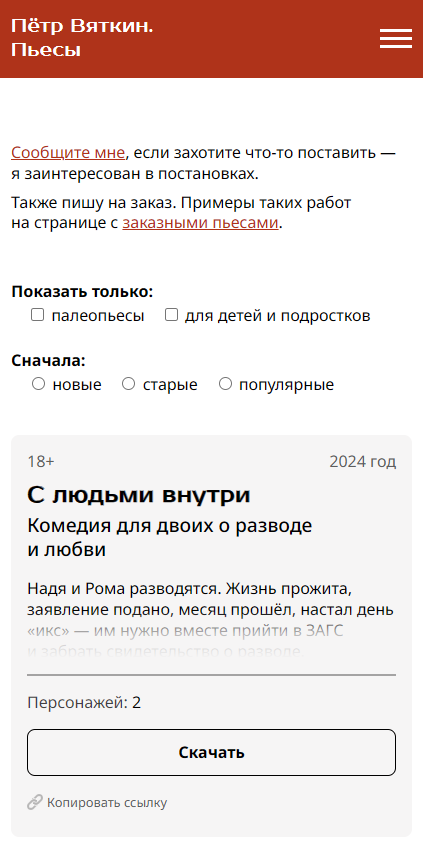 Пётр Вяткин.
Пьесы
Сообщите мне, если захотите что-то поставить —
я заинтересован в постановках.
Также пишу на заказ. Примеры таких работ
на странице с заказными пьесами.
Показать только:
палеопьесы для детей и подростков
Сначала:
новые старые популярные
18+ 2024 год
С людьми внутри
Комедия для двоих о разводе
и любви
Надя и Рома разводятся. Жизнь прожита,
заявление подано, месяц прошёл, настал день
«икс» — им нужно вместе прийти в ЗАГС
и забрать свидетельство о разводе.
Персонажей: 2
Скачать
Копировать ссылку